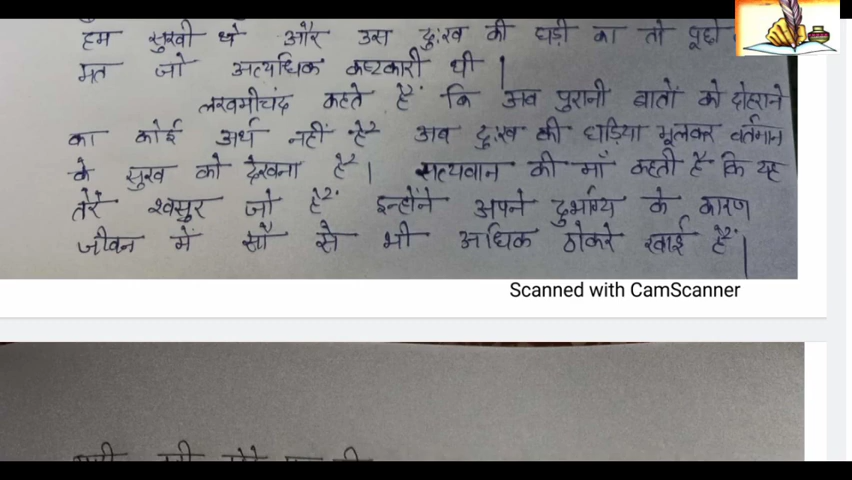 हम सुखी थे और उस दुःख की घड़ी का तो पूछो
मत जो अत्यधिक कष्टकारी थी |
लखमीचंद कहते हैं कि अब पुरानी बातों को दोहराने
का कोई अर्थ नहीं है अब दुःख की घड़िया भूलकर वर्तमान
के सुख को देखना है | सत्यवान की माँ कहती है कि यह
तेरे श्वसुर जो हैं इन्होंने अपने दुर्भाग्य के कारण
जीवन में सौ से भी अधिक ठोकरे खाई हैं |
Scanned with CamScanner